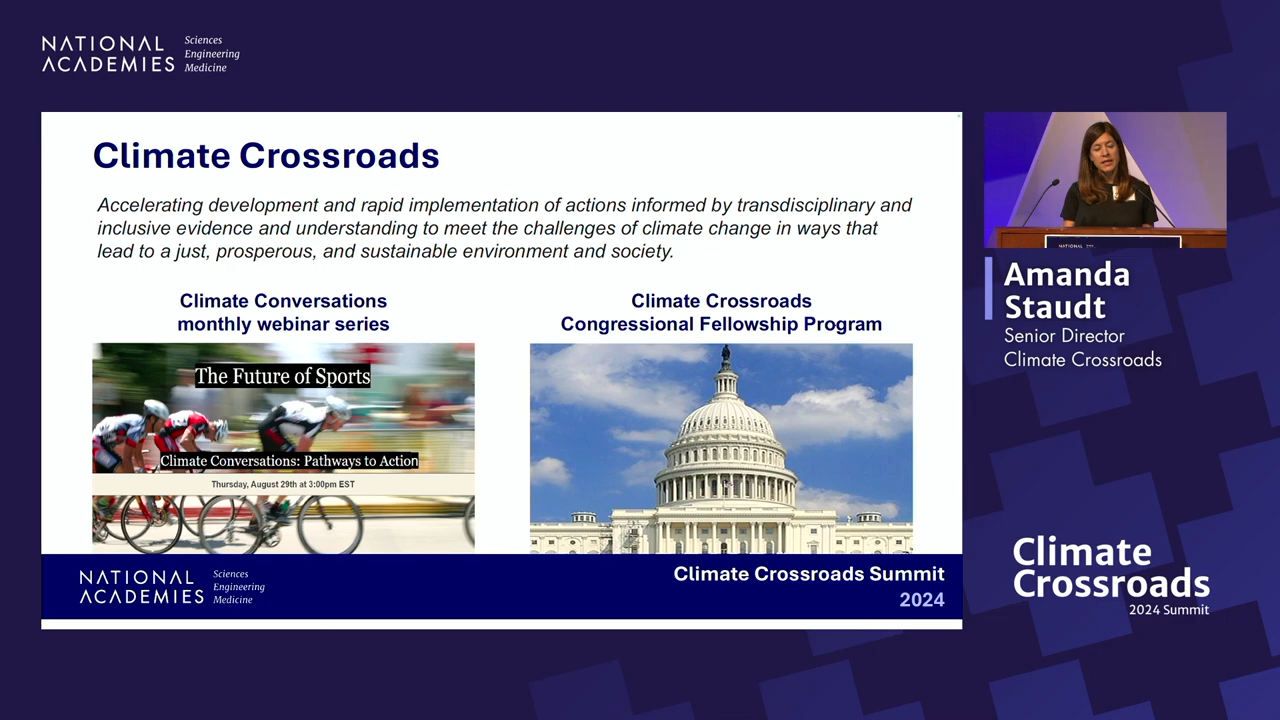 NATIONAL
ACADEMIES
Sciences
Engineering
Medicine
Climate Crossroads
Accelerating development and rapid implementation of actions informed by transdisciplinary and
inclusive evidence and understanding to meet the challenges of climate change in ways that
lead to a just, prosperous, and sustainable environment and society.
Climate Conversations
monthly webinar series
The Future of Sports
Climate Conversations: Pathways to Action
Thursday, August 29th at 3:00pm EST
Climate Crossroads
Congressional Fellowship Program
NATIONAL
ACADEMIES
Sciences
Engineering
Medicine
Climate Crossroads Summit
2024
NATIONAL
Amanda
Staudt
Senior Director
Climate Crossroads
Climate
Crossroads
2024 Summit